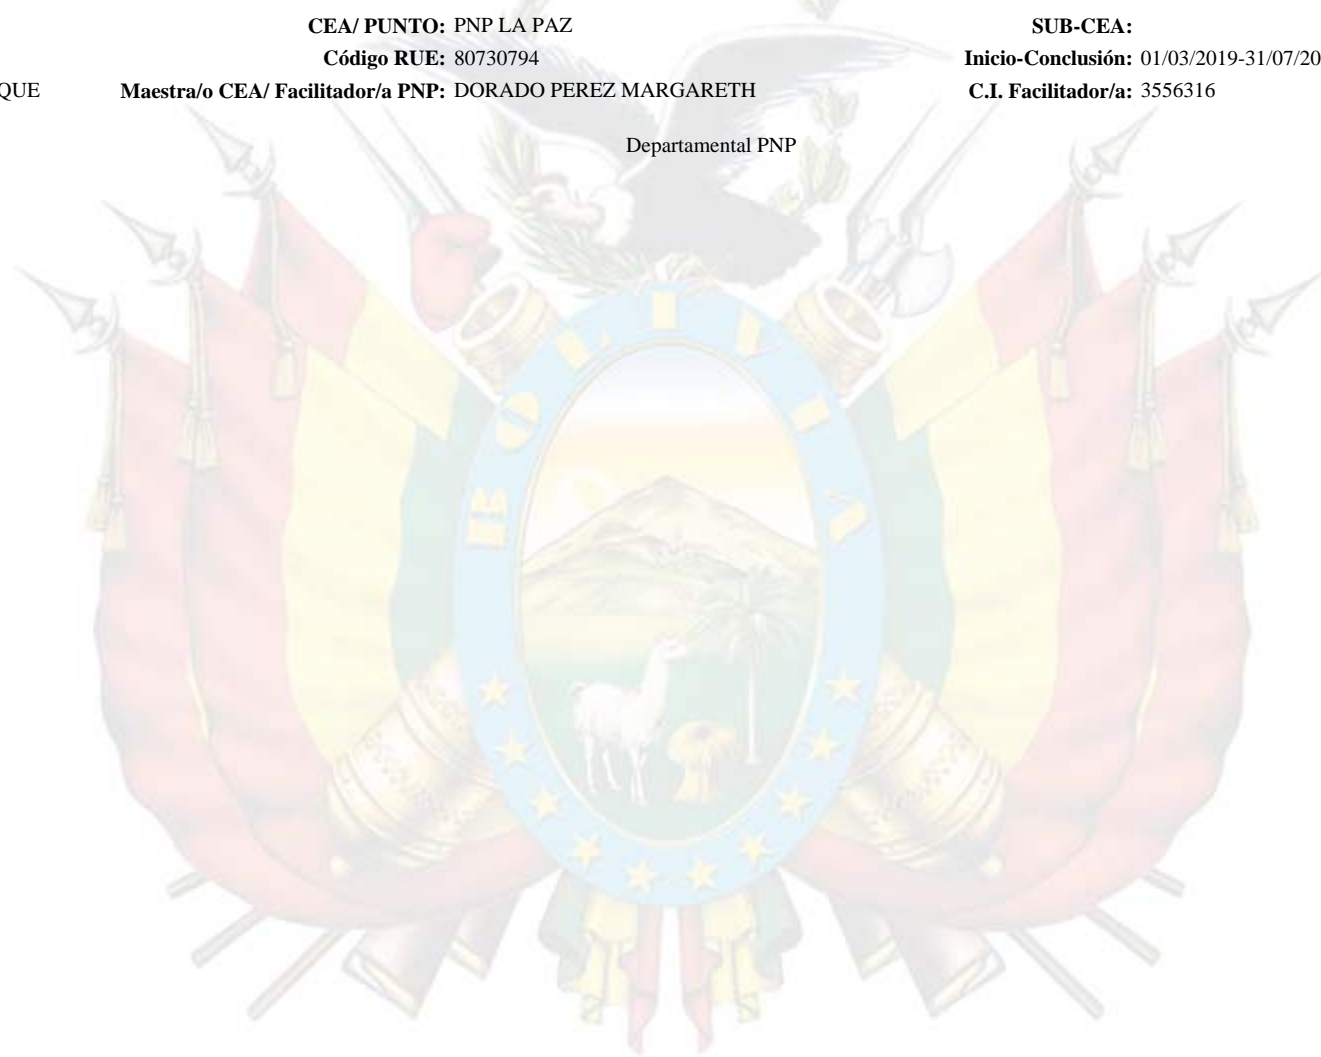 CEA/ PUNTO: PNP LA PAZ SUB-CEA:
Código RUE: 80730794 Inicio-Conclusión: 01/03/2019-31/07/20
QUE Maestra/o CEA/ Facilitador/a PNP: DORADO PEREZ MARGARETH C.I. Facilitador/a: 3556316
Departamental PNP
BOLIVIA